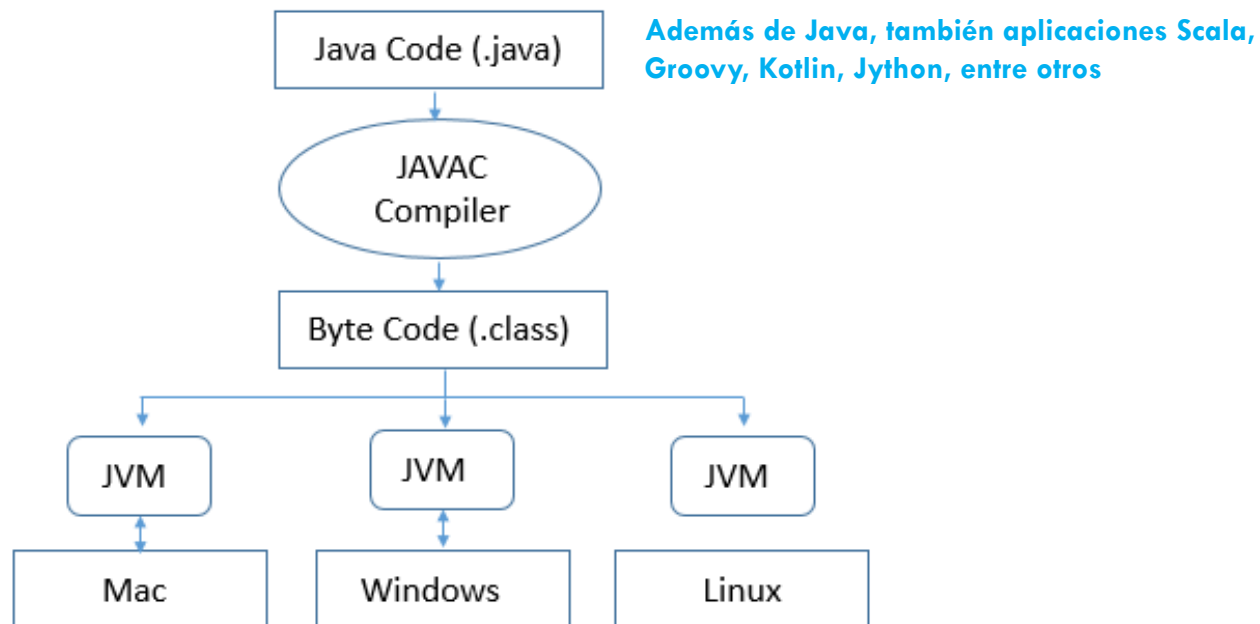 Java Code (.java)
Además de Java, también aplicaciones Scala,
Groovy, Kotlin, Jython, entre otros
JAVAC
Compiler
Byte Code (.class)
JVM
JVM
JVM
Mac
Windows
Linux